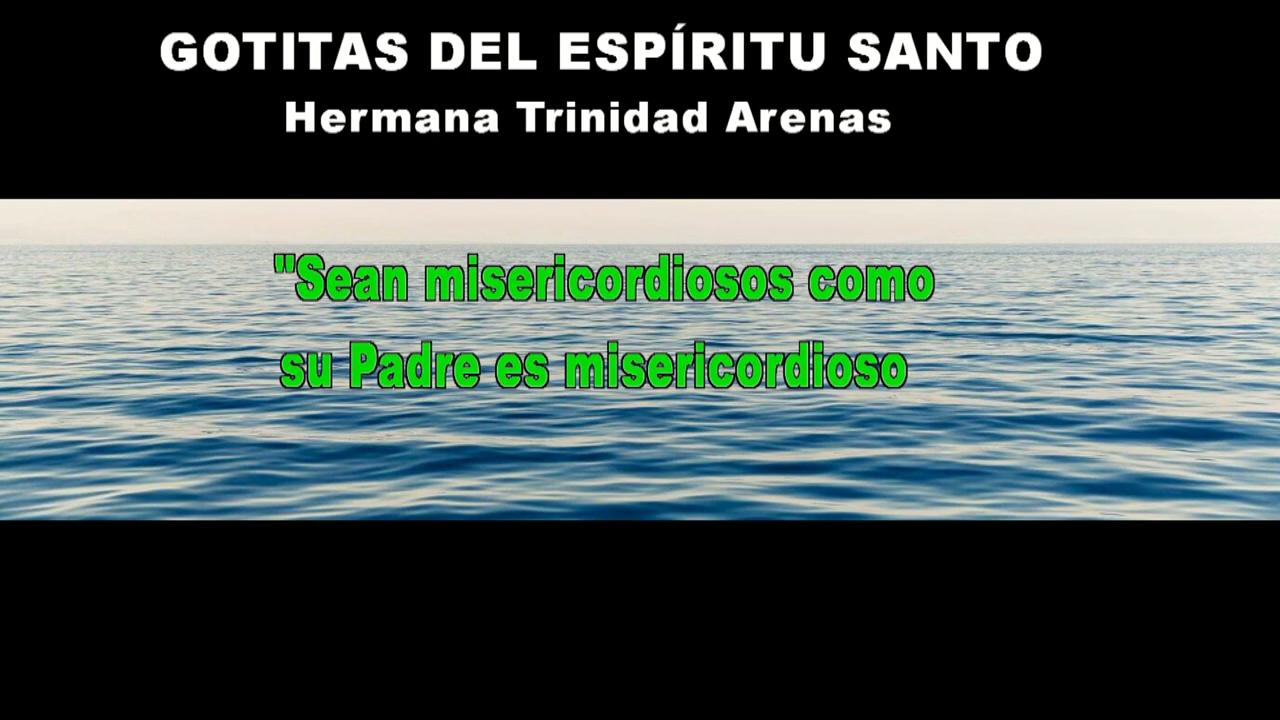 GOTITAS DEL ESPÍRITU SANTO
Hermana Trinidad Arenas
"Sean misericordiosos como
su Padre es misericordioso